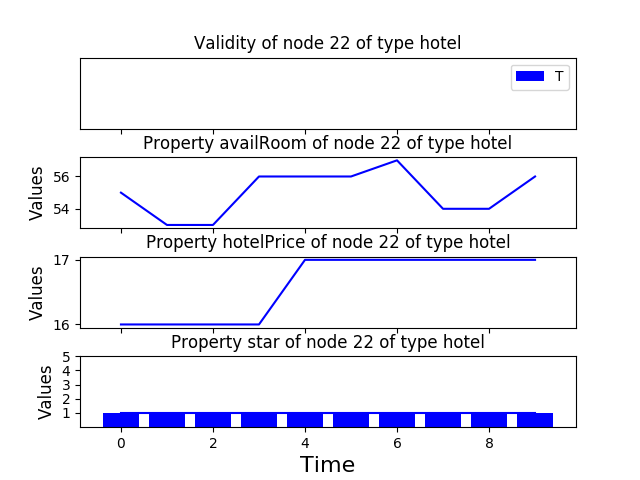 Validity of node 22 of type hotel
T
Property availRoom of node 22 of type hotel
Values
56
54
Property hotelPrice of node 22 of type hotel
Values
17
16
Property star of node 22 of type hotel
Values
5
4
3
2
1
0 2 4 6 8
Time